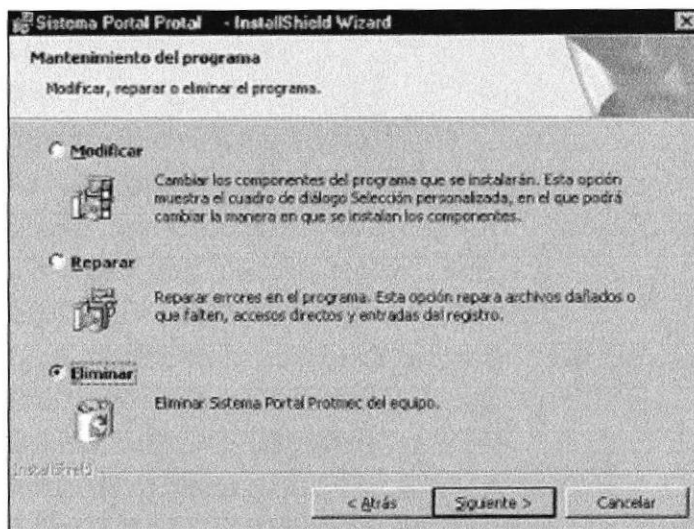 Sistema Portal Protal - InstallShield Wizard
Mantenimiento del programa
Modificar, reparar o eliminar el programa.
Modificar
Cambiar los componentes del programa que se instalarán. Esta opción
muestra el cuadro de diálogo Selección personalizada, en el que podrá
cambiar la manera en que se instalan los componentes.
Reparar
Reparar errores en el programa. Esta opción repara archivos dañados o
que falten, accesos directos y entradas del registro.
Eliminar
Eliminar Sistema Portal Protmec del equipo.
InstallShield
< Atrás
Siguiente >
Cancelar